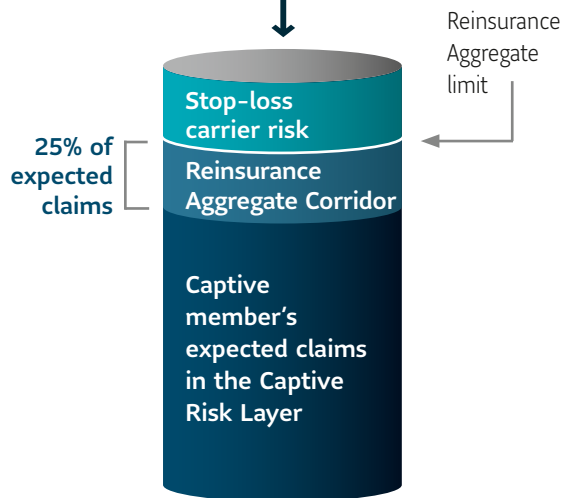 Reinsurance
Aggregate
limit
Stop-loss
carrier risk
25% of
expected
claims
Reinsurance
Aggregate Corridor
Captive
member's
expected claims
in the Captive
Risk Layer